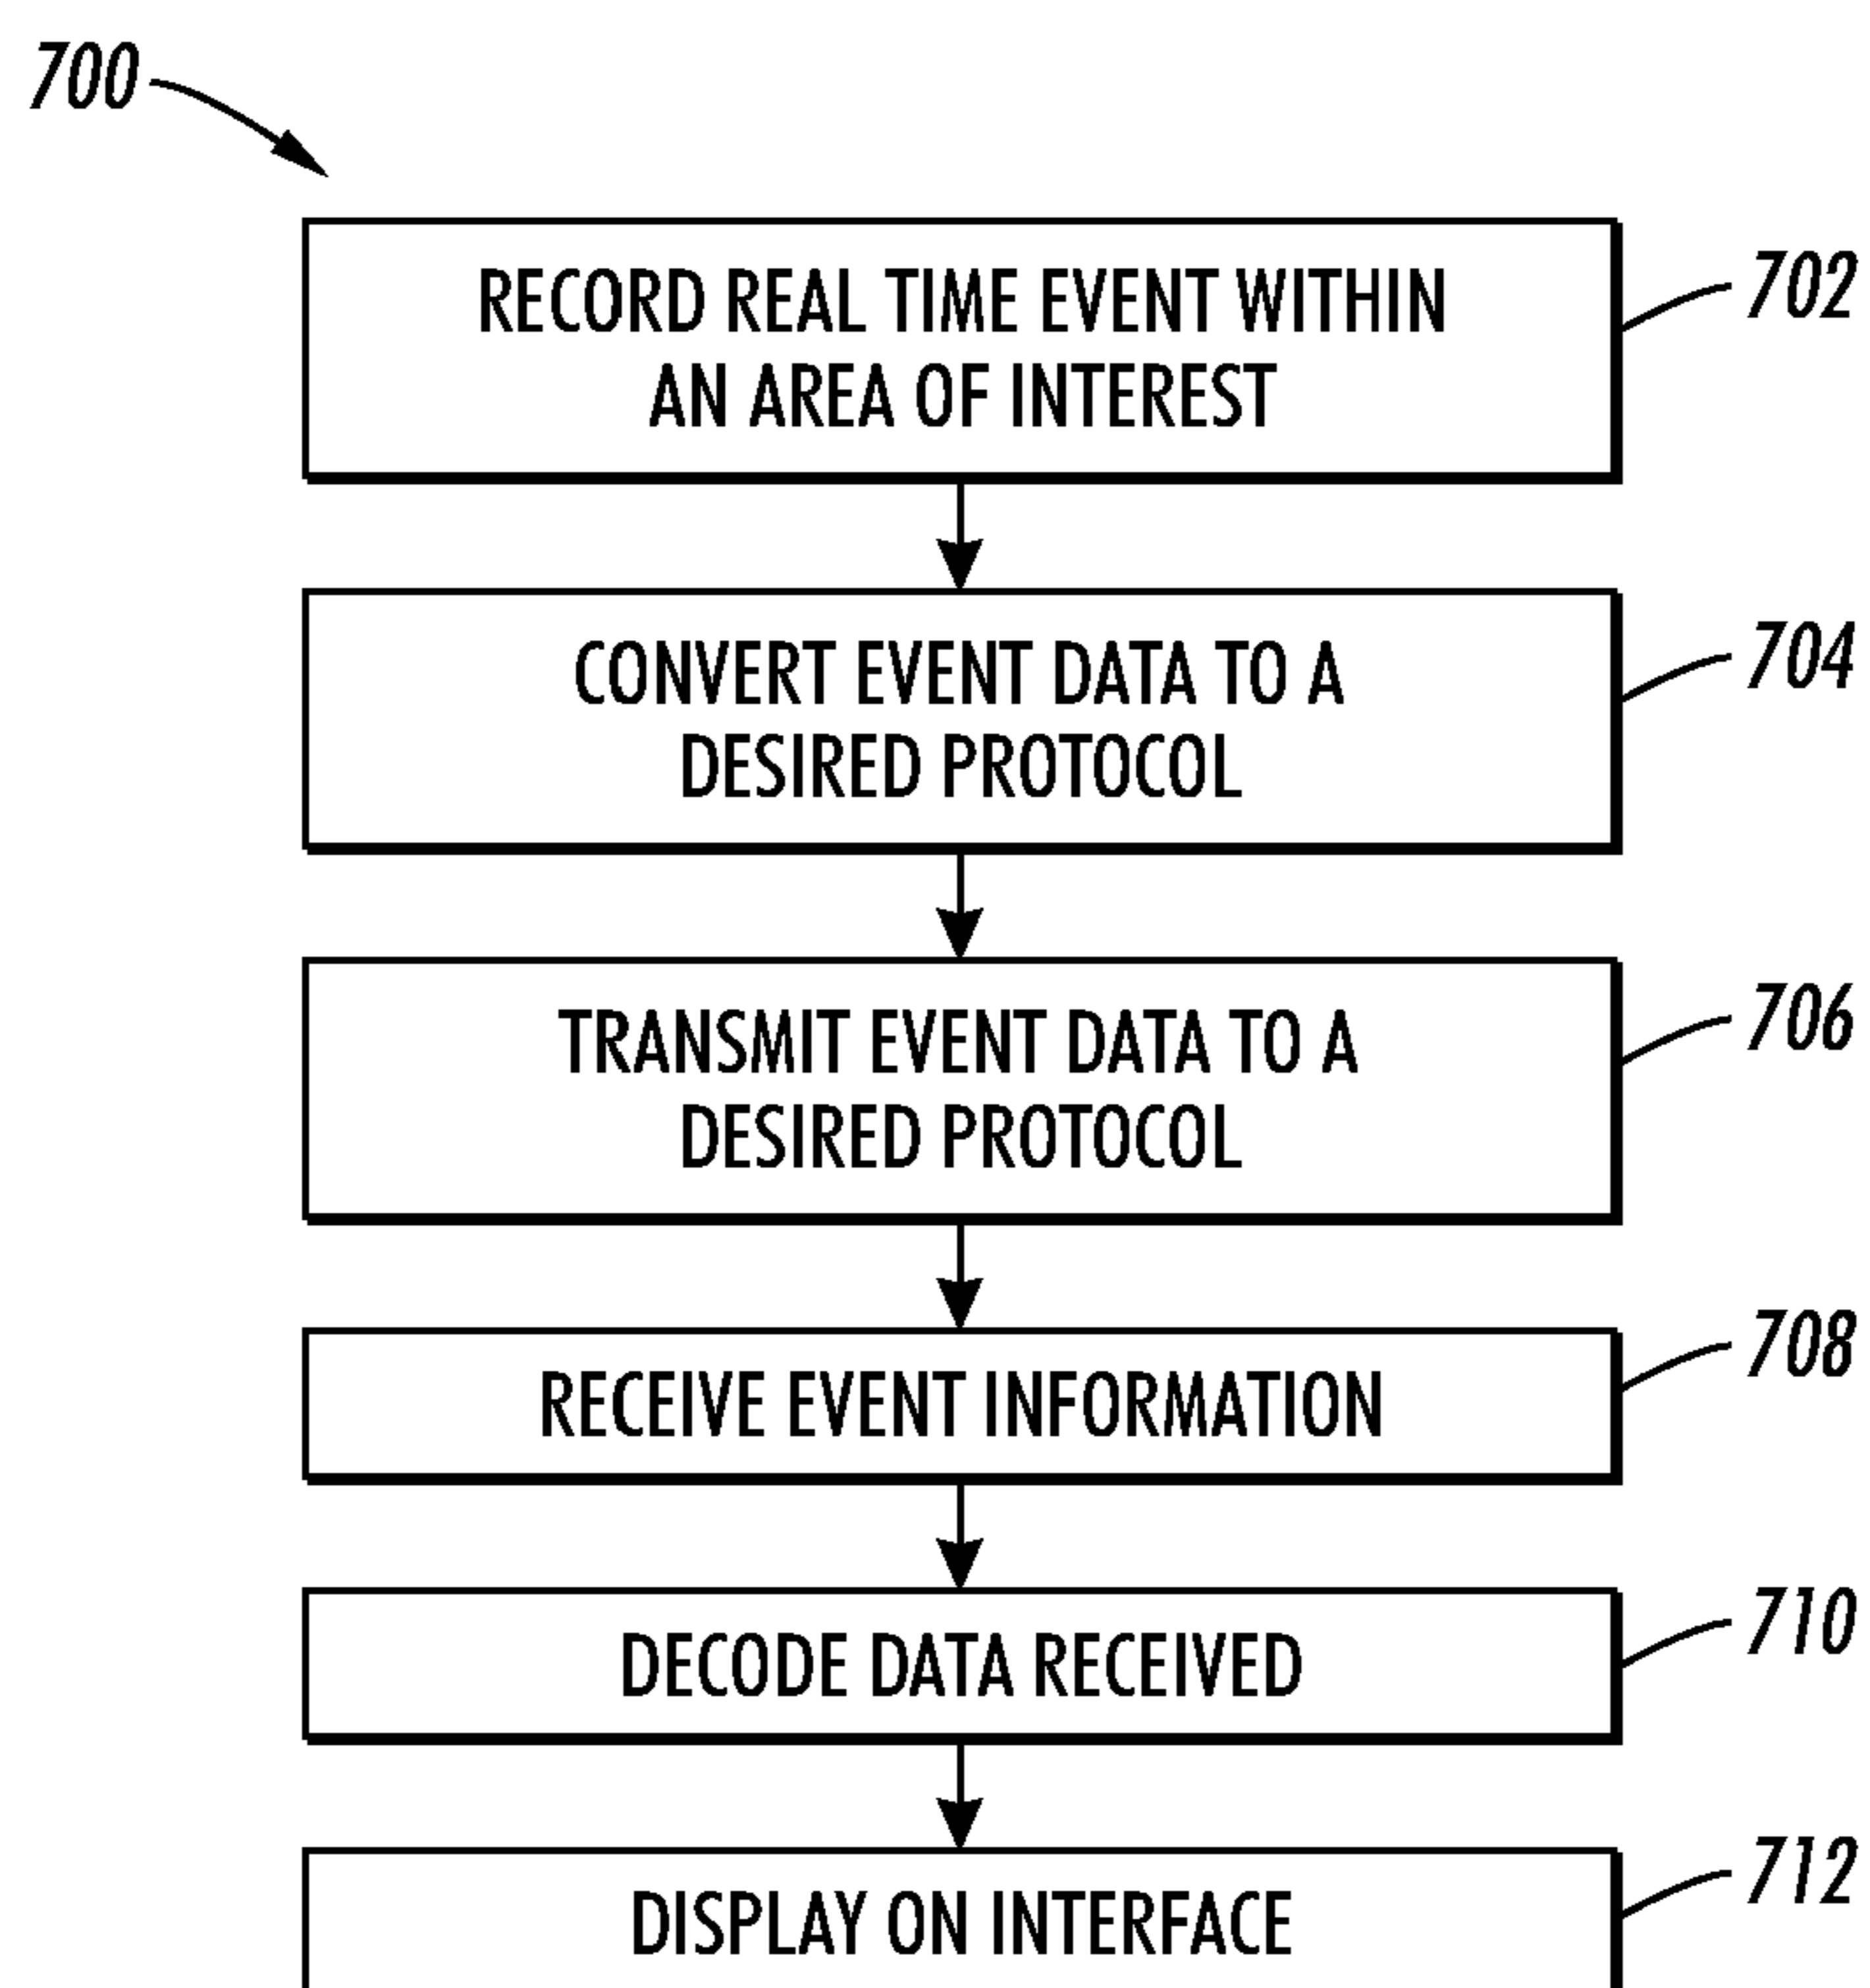 700
RECORD REAL TIME EVENT WITHIN
AN AREA OF INTEREST
702
CONVERT EVENT DATA TO A
DESIRED PROTOCOL
704
TRANSMIT EVENT DATA TO A
DESIRED PROTOCOL
706
RECEIVE EVENT INFORMATION
708
DECODE DATA RECEIVED
710
DISPLAY ON INTERFACE
712